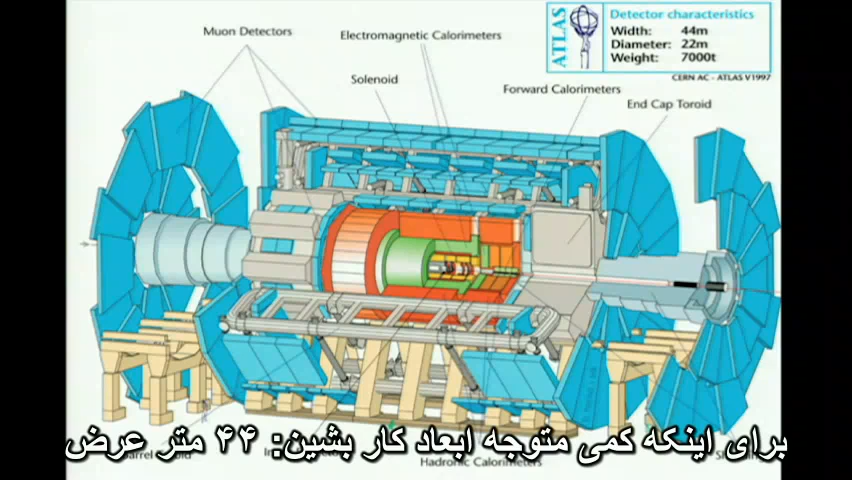 ATLAS
Detector characteristics
Width: 44m
Diameter: 22m
Weight: 7000t
CERN AC - ATLAS V1997
Muon Detectors
Electromagnetic Calorimeters
Solenoid
Forward Calorimeters
End Cap Toroid
برای اینکه کمی متوجه ابعاد کار بشین: ۴۴ متر عرض
Hadronic Calorimeters